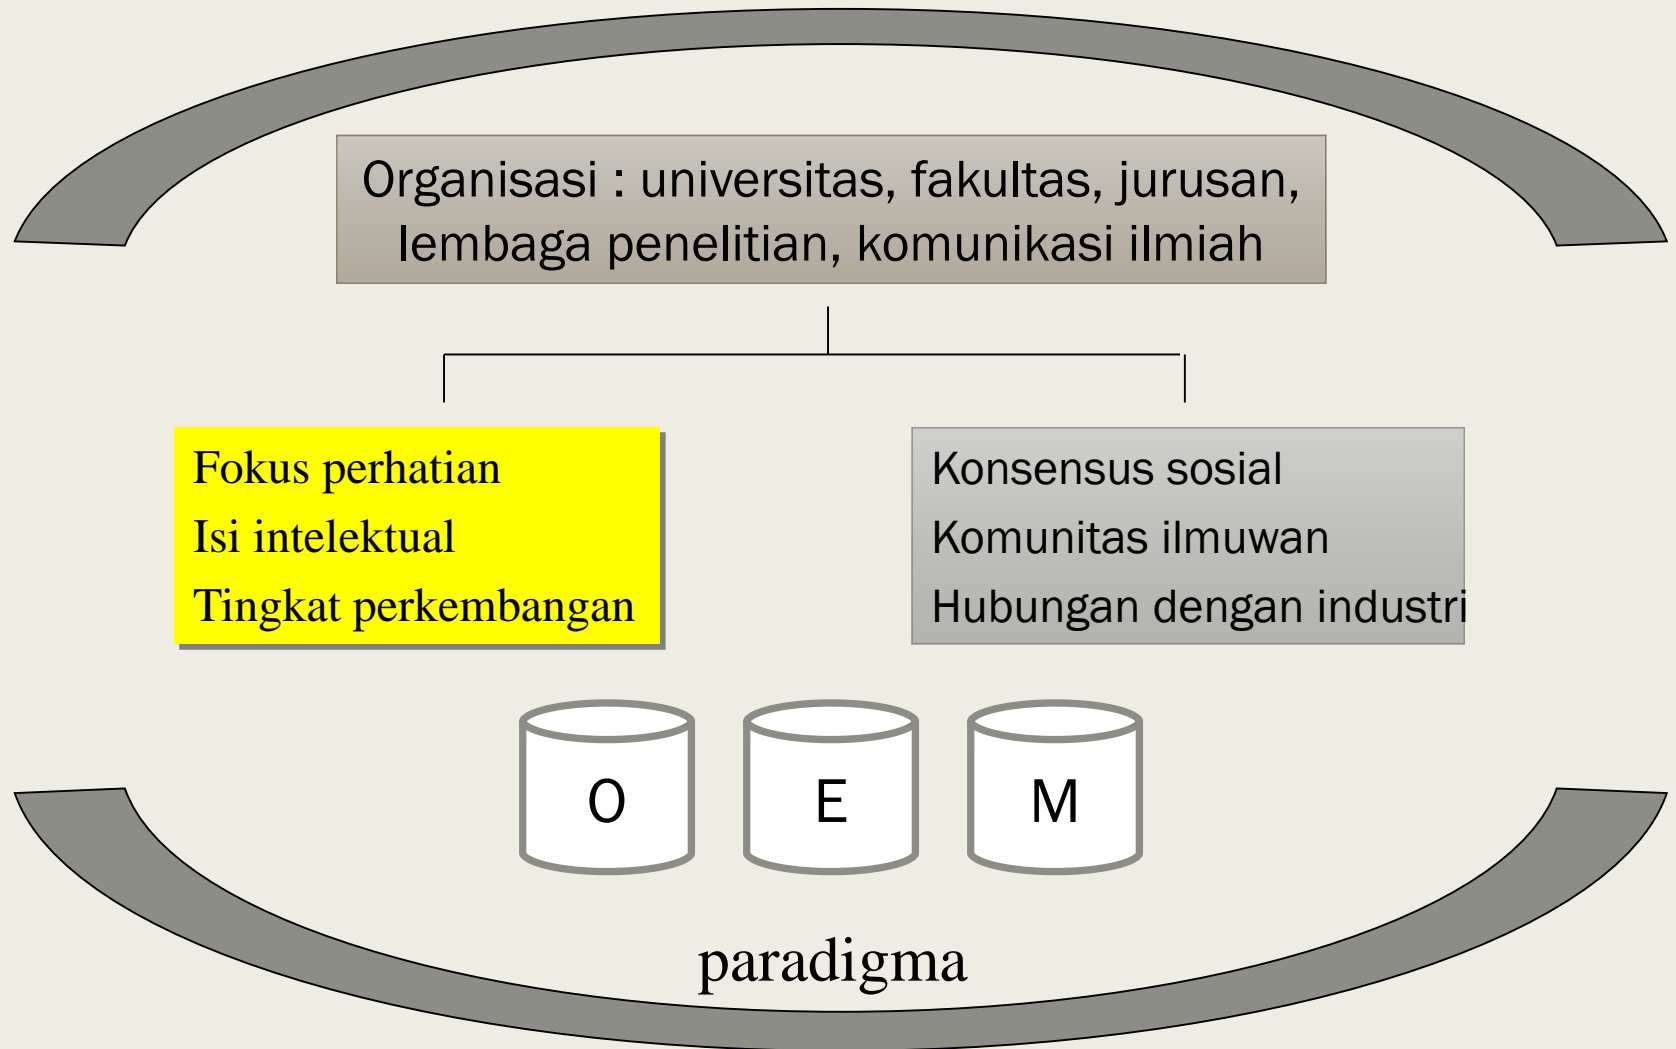 Organisasi : universitas, fakultas, jurusan,
lembaga penelitian, komunikasi ilmiah
Fokus perhatian
Isi intelektual
Tingkat perkembangan
Konsensus sosial
Komunitas ilmuwan
Hubungan dengan industri
O
E
M
paradigma